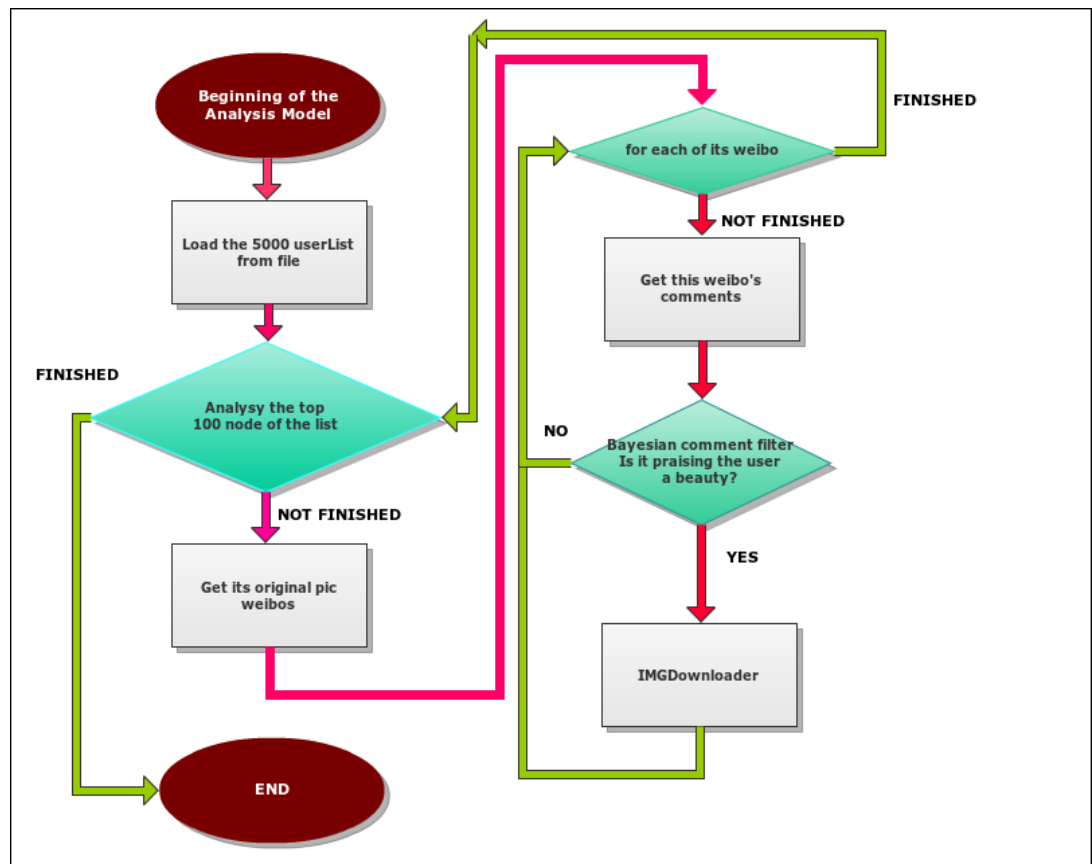 Beginning of the
Analysis Model
Load the 5000 userList
from file
FINISHED
Analysy the top
100 node of the list
NOT FINISHED
Get its original pic
weibos
END
for each of its weibo
FINISHED
NOT FINISHED
Get this weibo's
comments
NO
Bayesian comment filter
Is it praising the user
a beauty?
YES
IMGDownloader